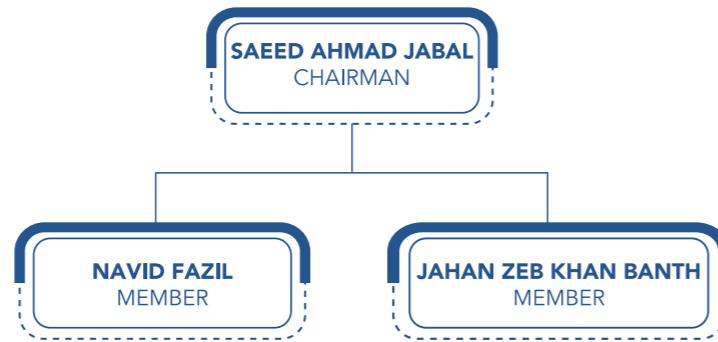 SAEED AHMAD JABAL
CHAIRMAN
NAVID FAZIL
MEMBER
JAHAN ZEB KHAN BANTH
MEMBER